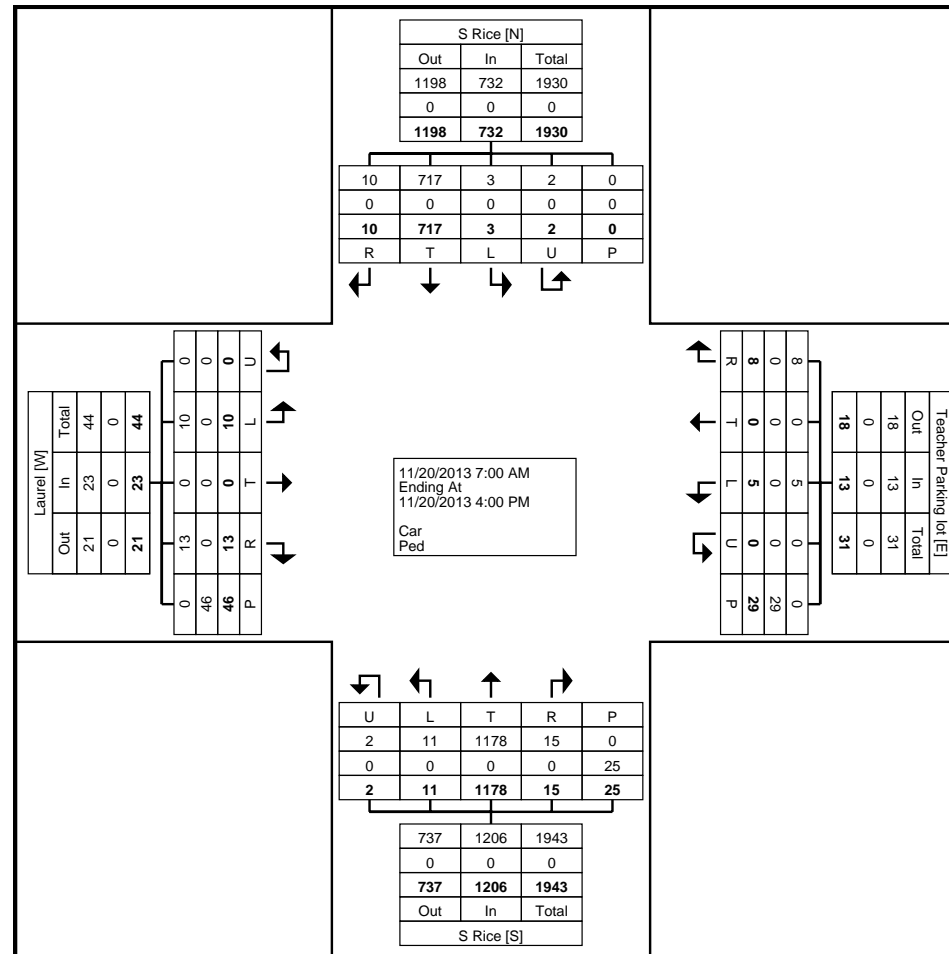 S Rice [N]
Out In Total
1198 732 1930
0 0 0
1198 732 1930
10 717 3 2 0
0 0 0 0 0
10 717 3 2 0
R T L U P
Laurel [W]
Total In Out
44 23 21
0 0 0
44 23 21
0 10 0 13 0
0 0 0 0 46
0 10 0 13 46
U L T R P
11/20/2013 7:00 AM
Ending At
11/20/2013 4:00 PM
Car
Ped
R T L U P
8 0 5 0 29
0 0 0 0 29
8 0 5 0 0
18 13 31
0 0 0
18 13 31
Out In Total
Teacher Parking lot [E]
U L T R P
2 11 1178 15 0
0 0 0 0 25
2 11 1178 15 25
737 1206 1943
0 0 0
737 1206 1943
Out In Total
S Rice [S]